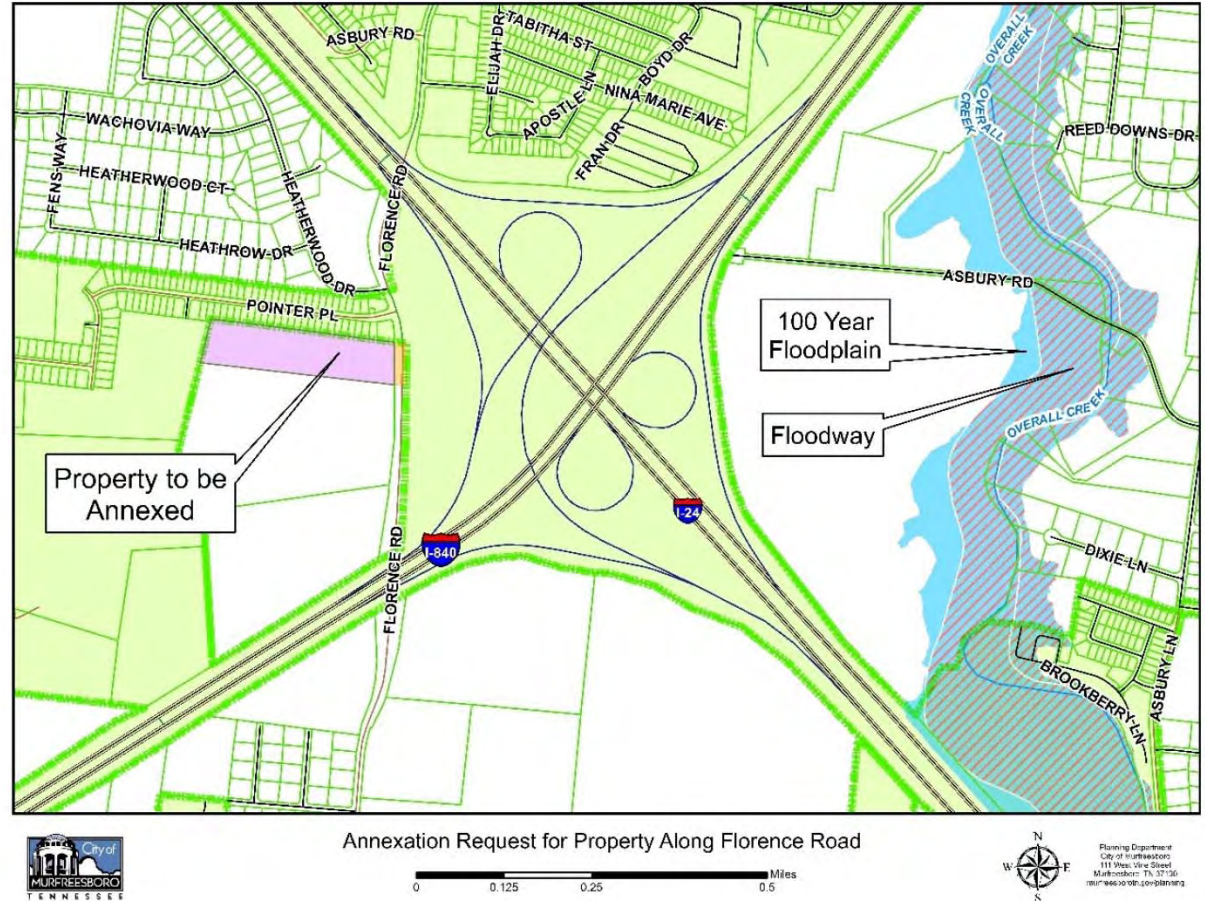 ASBURY RD
ELIJAH DR
TABITHA ST
BOYD DR
APOSTLE LN
NINA MARIE AVE
FRAN DR
OVERALL
CREEK
OVERALL
CREEK
WACHOVIA WAY
FENS WAY
HEATHERWOOD CT
HEATHERWOOD DR
HEATHROW DR
FLORENCE RD
REED DOWNS DR
POINTER PL
ASBURY RD
100 Year
Floodplain
Floodway
OVERALL CREEK
Property to be
Annexed
I-24
I-840
FLORENCE RD
DIXIE LN
BROOKBERRY LN
ASBURY LN
City of
MURFREESBORO
TENNESSEE
Annexation Request for Property Along Florence Road
Miles
0 0.125 0.25 0.5
N
W E
S
Planning Department
City of Murfreesboro
111 West Vine Street
Murfreesboro, TN 37130
murfreesborotn.gov/planning